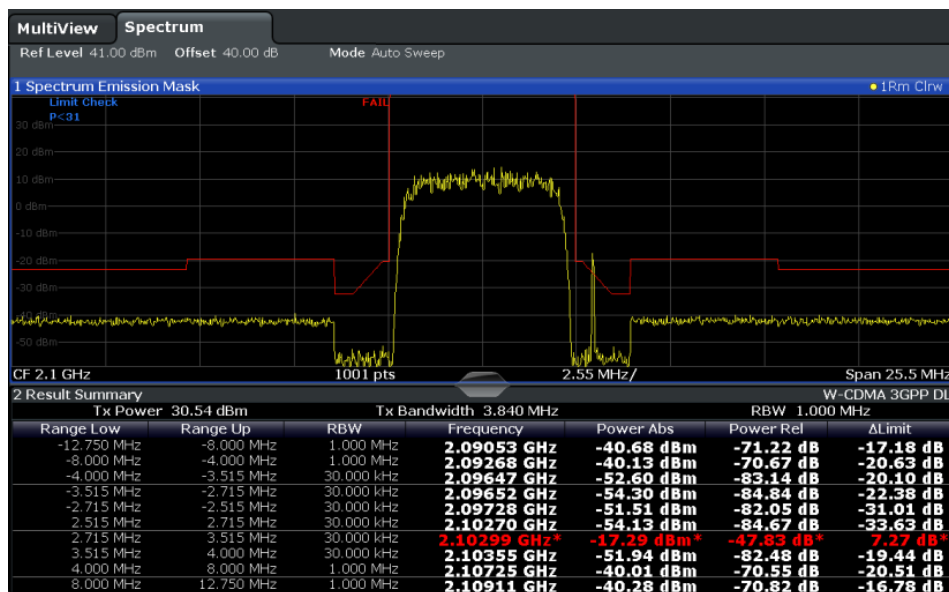 MultiView Spectrum
Ref Level 41.00 dBm Offset 40.00 dB Mode Auto Sweep
1 Spectrum Emission Mask 1Rm Clrw
Limit Check FAIL
P<31
30 dBm
20 dBm
10 dBm
0 dBm
-10 dBm
-20 dBm
-30 dBm
-40 dBm
-50 dBm
CF 2.1 GHz 1001 pts 2.55 MHz/ Span 25.5 MHz
2 Result Summary W-CDMA 3GPP DL
Tx Power 30.54 dBm Tx Bandwidth 3.840 MHz RBW 1.000 MHz
Range Low Range Up RBW Frequency Power Abs Power Rel ΔLimit
-12.750 MHz -8.000 MHz 1.000 MHz 2.09053 GHz -40.68 dBm -71.22 dB -17.18 dB
-8.000 MHz -4.000 MHz 1.000 MHz 2.09268 GHz -40.13 dBm -70.67 dB -20.63 dB
-4.000 MHz -3.515 MHz 30.000 kHz 2.09647 GHz -52.60 dBm -83.14 dB -20.10 dB
-3.515 MHz -2.715 MHz 30.000 kHz 2.09652 GHz -54.30 dBm -84.84 dB -22.38 dB
-2.715 MHz -2.515 MHz 30.000 kHz 2.09728 GHz -51.51 dBm -82.05 dB -31.01 dB
2.515 MHz 2.715 MHz 30.000 kHz 2.10270 GHz -54.13 dBm -84.67 dB -33.63 dB
2.715 MHz 3.515 MHz 30.000 kHz 2.10299 GHz* -17.29 dBm* -47.83 dB* 7.27 dB*
3.515 MHz 4.000 MHz 30.000 kHz 2.10355 GHz -51.94 dBm -82.48 dB -19.44 dB
4.000 MHz 8.000 MHz 1.000 MHz 2.10725 GHz -40.01 dBm -70.55 dB -20.51 dB
8.000 MHz 12.750 MHz 1.000 MHz 2.10911 GHz -40.28 dBm -70.82 dB -16.78 dB